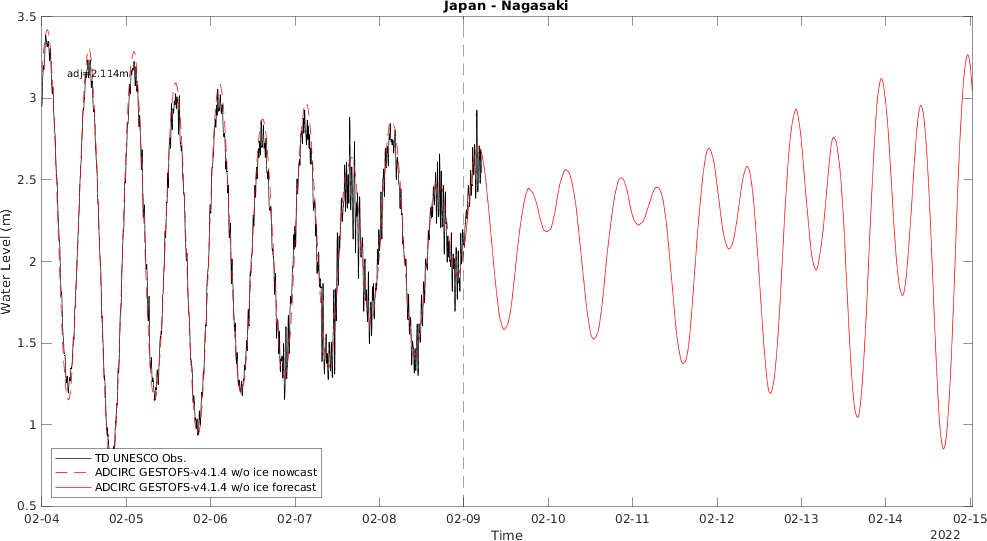 Japan - Nagasaki
3.5
3
2.5
2
1.5
1
0.5
Water Level (m)
adj=2.114m
TD UNESCO Obs.
ADCIRC GESTOFS-v4.1.4 w/o ice nowcast
ADCIRC GESTOFS-v4.1.4 w/o ice forecast
02-04 02-05 02-06 02-07 02-08 02-09 02-10 02-11 02-12 02-13 02-14 02-15
Time
2022